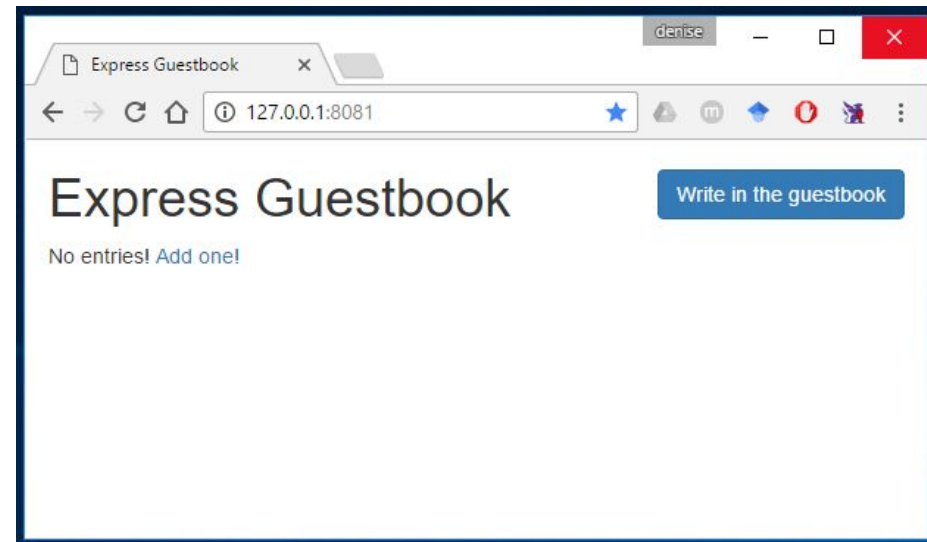 denise
Express Guestbook
127.0.0.1:8081
Express Guestbook
Write in the guestbook
No entries! Add one!